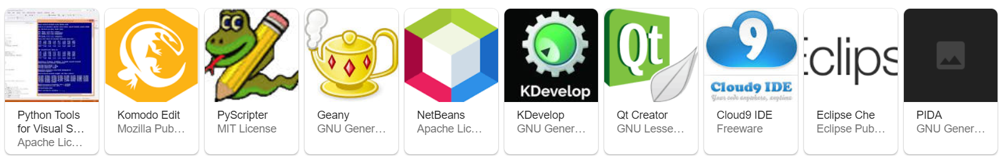 KDevelop
Qt
9
Cloud9 IDE
Your code anywhere, anytime
Eclips
Python Tools
for Visual S...
Apache Lic...
Komodo Edit
Mozilla Pub...
PyScripter
MIT License
Geany
GNU Gener...
NetBeans
Apache Lic...
KDevelop
GNU Gener...
Qt Creator
GNU Lesse...
Cloud9 IDE
Freeware
Eclipse Che
Eclipse Pub...
PIDA
GNU Gener...